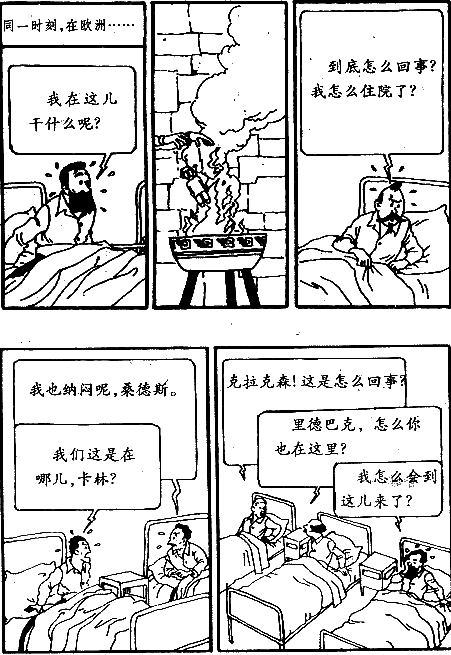 同一时刻,在欧洲……
我在这儿
干什么呢?
到底怎么回事?
我怎么住院了?
我也纳闷呢,桑德斯。
我们这是在
哪儿,卡林?
克拉克森!这是怎么回事?
里德巴克,怎么你
也在这里?
我怎么会到
这儿来了?